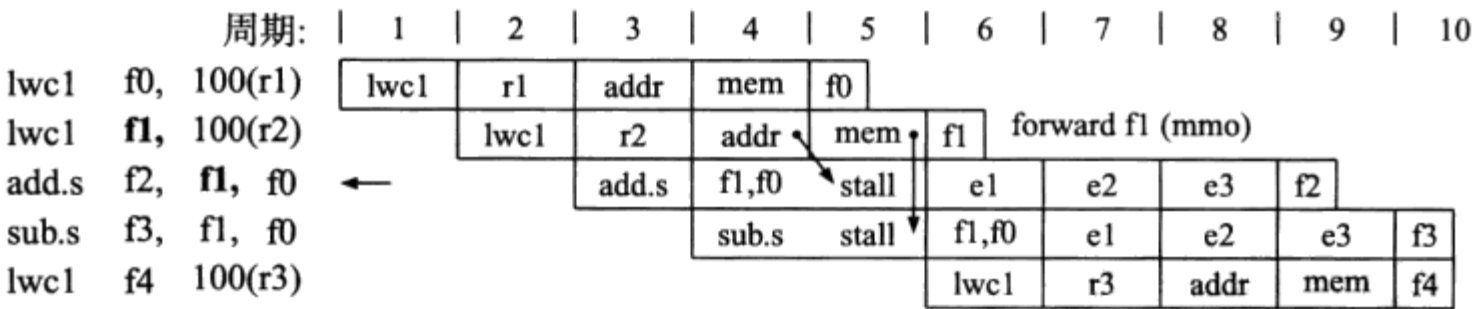 周期: | 1 | 2 | 3 | 4 | 5 | 6 | 7 | 8 | 9 | 10
lwc1 f0, 100(r1) lwc1 r1 addr mem f0
lwc1 f1, 100(r2) lwc1 r2 addr mem f1 forward f1 (mmo)
add.s f2, f1, f0 add.s f1,f0 stall e1 e2 e3 f2
sub.s f3, f1, f0 sub.s stall f1,f0 e1 e2 e3 f3
lwc1 f4 100(r3) lwc1 r3 addr mem f4